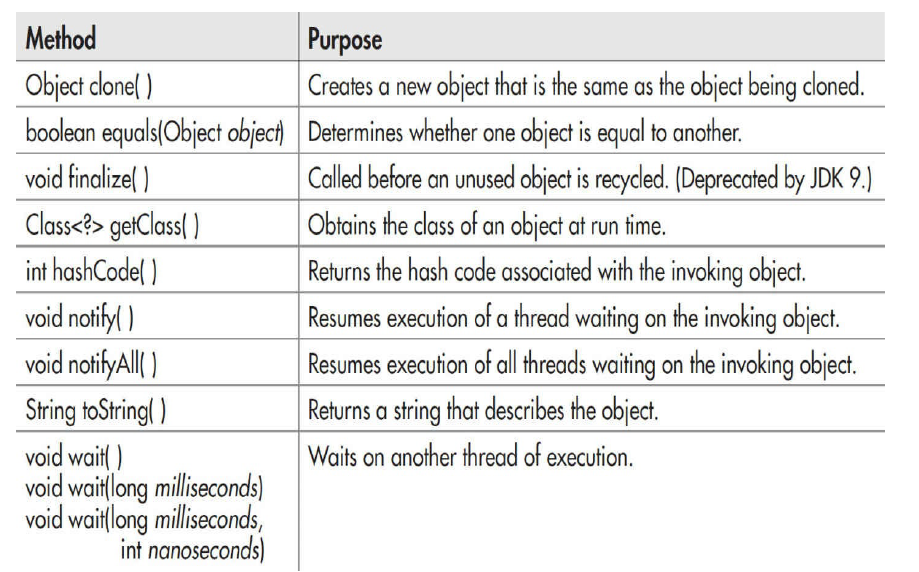 Method Purpose
Object clone( ) Creates a new object that is the same as the object being cloned.
boolean equals(Object object) Determines whether one object is equal to another.
void finalize( ) Called before an unused object is recycled. (Deprecated by JDK 9.)
Class<?> getClass( ) Obtains the class of an object at run time.
int hashCode( ) Returns the hash code associated with the invoking object.
void notify( ) Resumes execution of a thread waiting on the invoking object.
void notifyAll( ) Resumes execution of all threads waiting on the invoking object.
String toString( ) Returns a string that describes the object.
void wait( ) Waits on another thread of execution.
void wait(long milliseconds)
void wait(long milliseconds,
int nanoseconds)